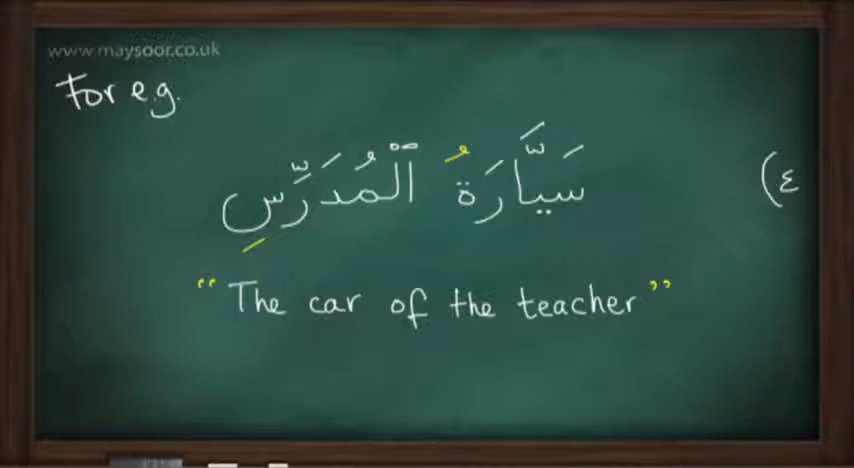 www.maysoor.co.uk
For e.g.
٤) سَيَّارَةُ ٱلْمُدَرِّسِ
"The car of the teacher"